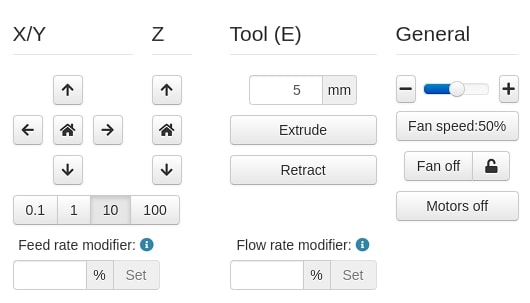 X/Y
Z
Tool (E)
General
5 mm
Extrude
Fan speed:50%
Retract
Fan off
0.1 1 10 100
Motors off
Feed rate modifier:
Flow rate modifier:
% Set
% Set